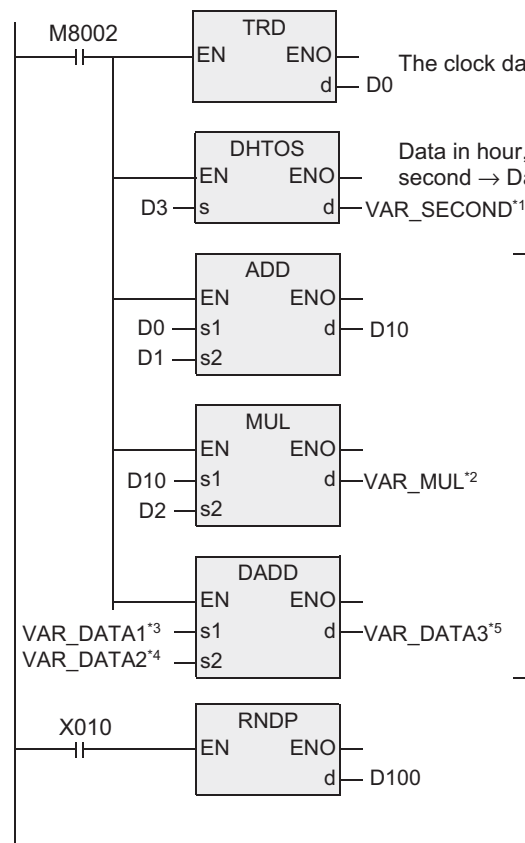 M8002
TRD
EN ENO
d D0
The clock da
DHTOS
EN ENO
D3 s d VAR_SECOND*1
Data in hour,
second → Da
ADD
EN ENO
D0 s1 d D10
D1 s2
MUL
EN ENO
D10 s1 d VAR_MUL*2
D2 s2
DADD
EN ENO
VAR_DATA1*3 s1 d VAR_DATA3*5
VAR_DATA2*4 s2
X010
RNDP
EN ENO
d D100